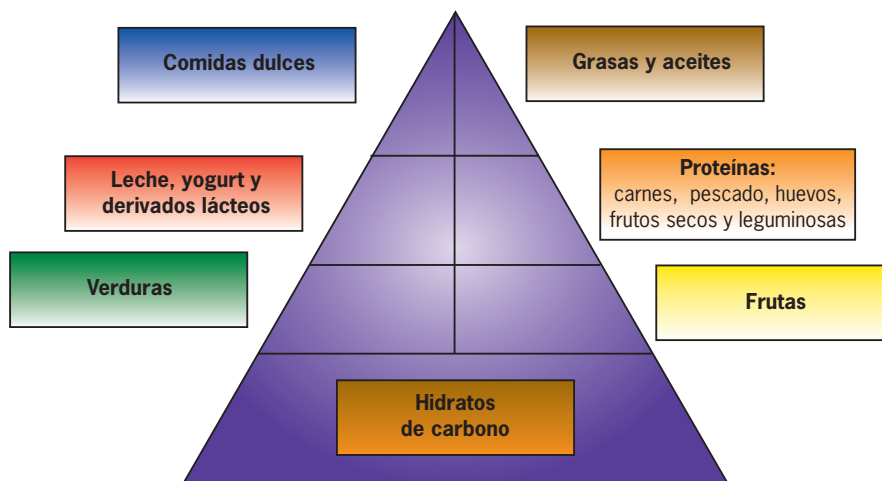 Comidas dulces
Grasas y aceites
Leche, yogurt y
derivados lácteos
Proteínas:
carnes, pescado, huevos,
frutos secos y leguminosas
Verduras
Frutas
Hidratos
de carbono